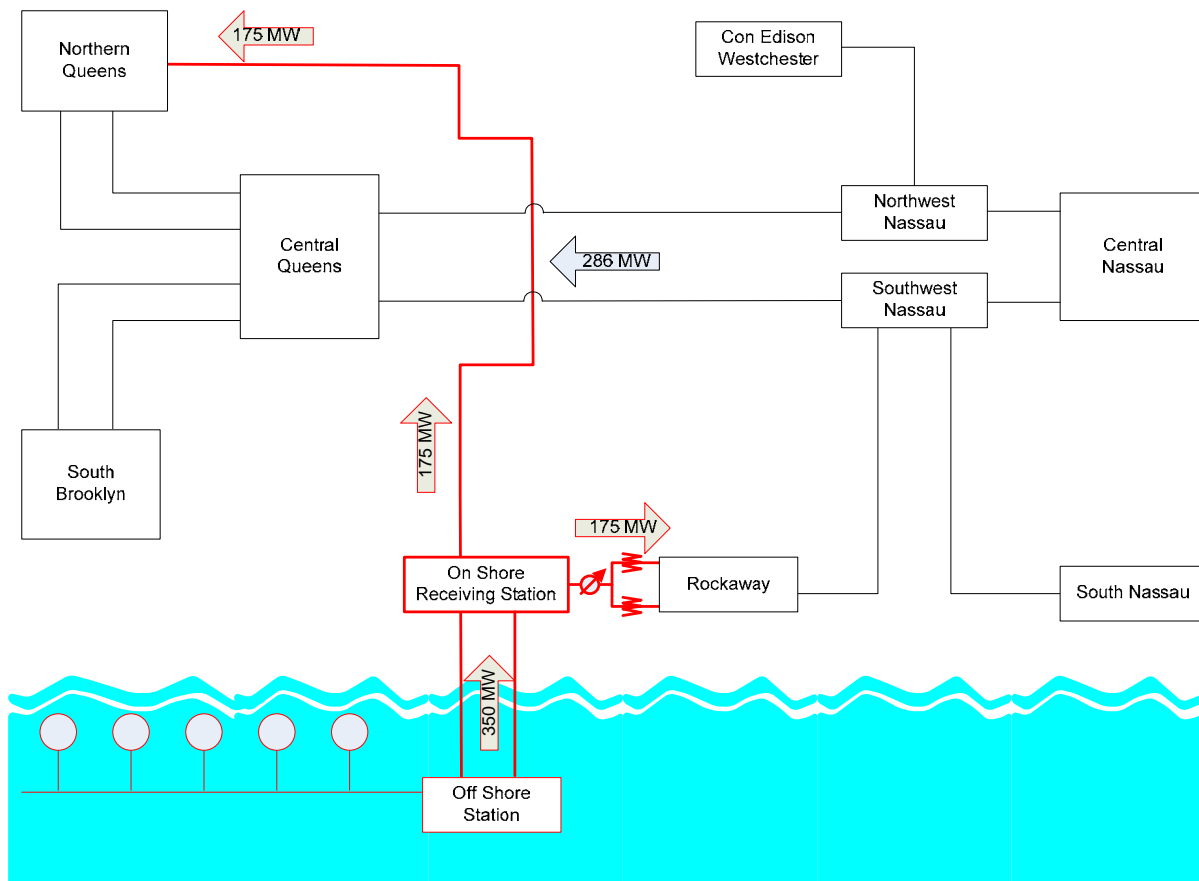 175 MW
Northern
Queens
Con Edison
Westchester
Northwest
Nassau
Central
Queens
Central
Nassau
286 MW
Southwest
Nassau
175 MW
South
Brooklyn
175 MW
On Shore
Receiving Station
Rockaway
South Nassau
350 MW
Off Shore
Station